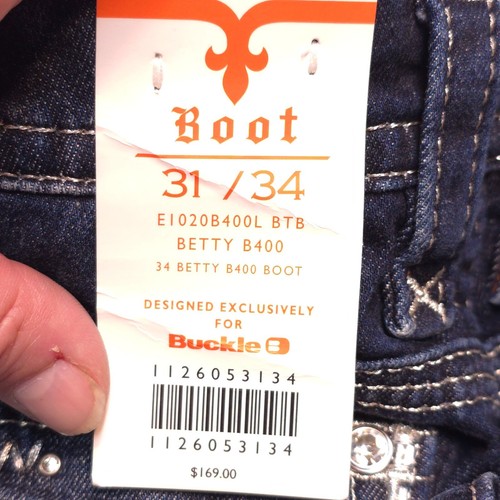 Boot
31 / 34
E1020B400L BTB
BETTY B400
34 BETTY B400 BOOT
DESIGNED EXCLUSIVELY
FOR
Buckle B
1126053134
1126053134
$169.00